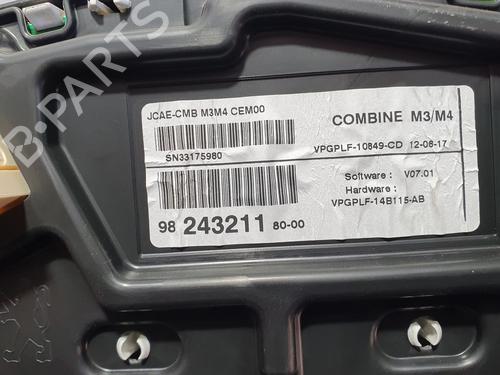 B-PARTS
JCAE-CMB M3M4 CEM00
COMBINE M3/M4
SN33175980
VPGPLF-10849-CD 12-06-17
Software : V07.01
Hardware :
VPGPLF-14B115-AB
98 243211 80-00